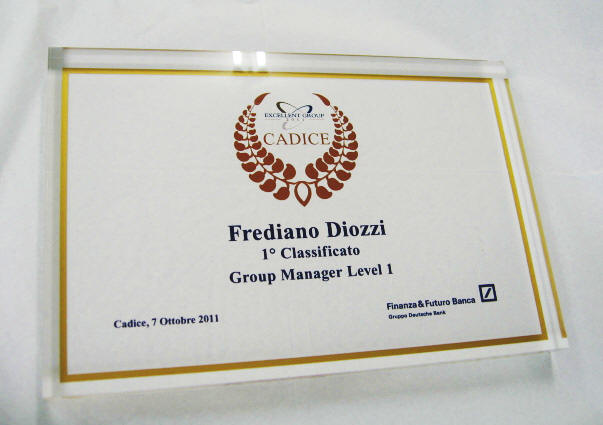 EXCELLENT GROUP
2011
CADICE
Frediano Diozzi
1° Classificato
Group Manager Level 1
Cadice, 7 Ottobre 2011
Finanza & Futuro Banca
Gruppo Deutsche Bank